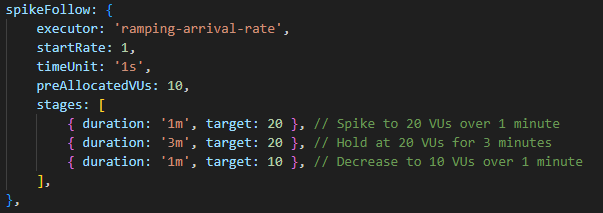 spikeFollow: {
    executor: 'ramping-arrival-rate',
    startRate: 1,
    timeUnit: '1s',
    preAllocatedVUs: 10,
    stages: [
        { duration: '1m', target: 20 }, // Spike to 20 VUs over 1 minute
        { duration: '3m', target: 20 }, // Hold at 20 VUs for 3 minutes
        { duration: '1m', target: 10 }, // Decrease to 10 VUs over 1 minute
    ],
},